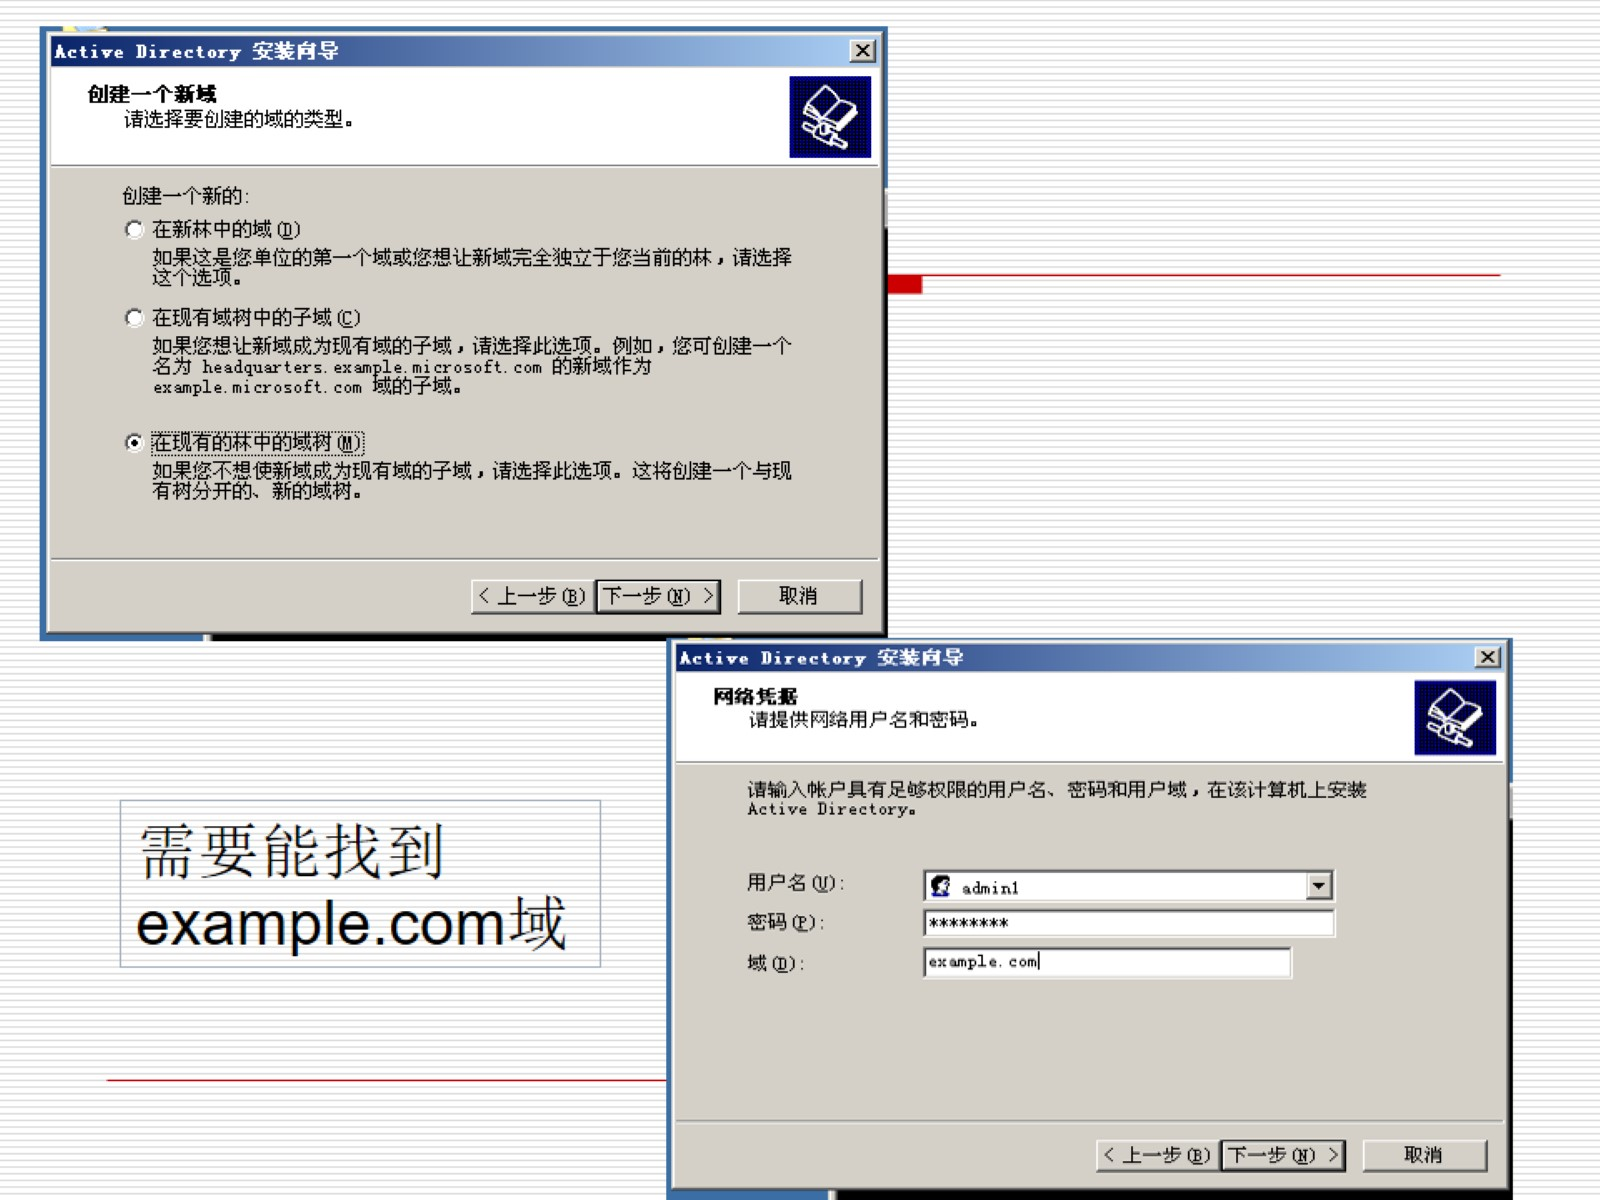 Active Directory 安装向导
创建一个新域
请选择要创建的域的类型。
创建一个新的:
在新林中的域(D)
如果这是您单位的第一个域或您想让新域完全独立于您当前的林，请选择
这个选项。
在现有域树中的子域(C)
如果您想让新域成为现有域的子域，请选择此选项。例如，您可创建一个
名为 headquarters.example.microsoft.com 的新域作为
example.microsoft.com 域的子域。
在现有的林中的域树(M)
如果您不想使新域成为现有域的子域，请选择此选项。这将创建一个与现
有树分开的、新的域树。
< 上一步(B) 下一步(N) > 取消
Active Directory 安装向导
网络凭据
请提供网络用户名和密码。
请输入帐户具有足够权限的用户名、密码和用户域，在该计算机上安装
Active Directory。
用户名(U): admin1
密码(P): ********
域(D): example.com
< 上一步(B) 下一步(N) > 取消
需要能找到
example.com域